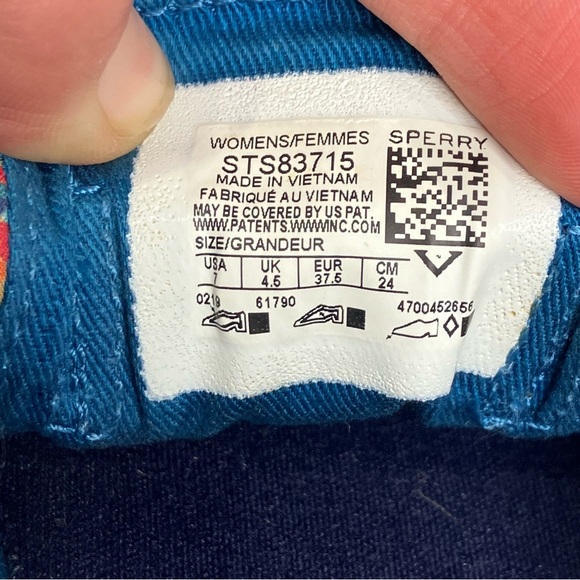 WOMENS/FEMMES SPERRY
STS83715
MADE IN VIETNAM
FABRIQUÉ AU VIETNAM
MAY BE COVERED BY US PAT.
WWW.PATENTS.WWWINC.COM
SIZE/GRANDEUR
USA UK EUR CM
7 4.5 37.5 24
0219 61790 4700452656